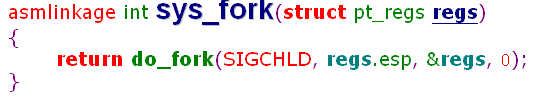 asmlinkage int sys_fork(struct pt_regs regs)
{
return do_fork(SIGCHLD, regs.esp, &regs, 0);
}